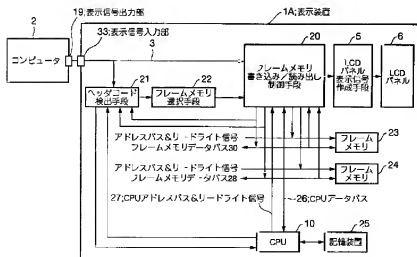 19;表示信号出力部
1A;表示装置
33;表示信号入力部
2
コンピュータ
3
20
フレームメモリ
書き込み/読み出し
制御手段
5
LCD
パネル
表示信号
作成手段
6
LCD
パネル
21
ヘッダコード
検出手段
22
フレームメモリ
選択手段
アドレスバス&リードライト信号
フレームメモリデータバス30
23
フレーム
メモリ
アドレスバス&リードライト信号
フレームメモリデータバス28
24
フレーム
メモリ
27;CPUアドレスバス&リードライト信号
26;CPUデータバス
10
CPU
25
記憶装置